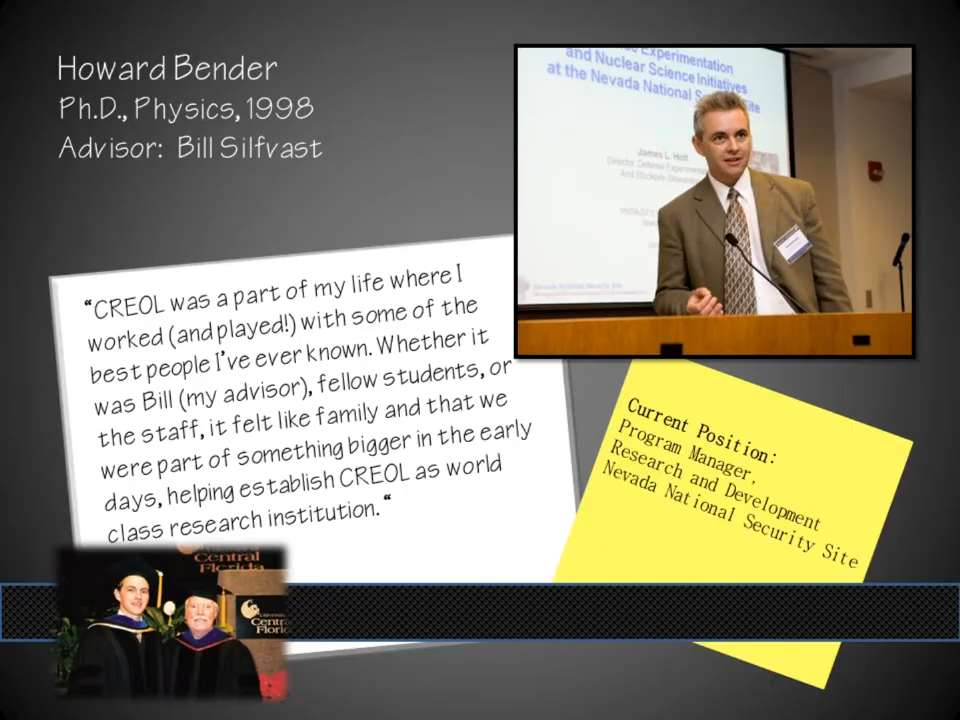 Howard Bender
Ph.D., Physics, 1998
Advisor: Bill Silfvast
Experimentation
and Nuclear Science Initiatives
at the Nevada National Site
James L. Holt
Director, Defense
And Stockpile
"CREOL was a part of my life where I
worked (and played!) with some of the
best people I've ever known. Whether it
was Bill (my advisor), fellow students, or
the staff, it felt like family and that we
were part of something bigger in the early
days, helping establish CREOL as world
class research institution. "
Current Position:
Program Manager,
Research and Development
Nevada National Security Site
Central
Florida